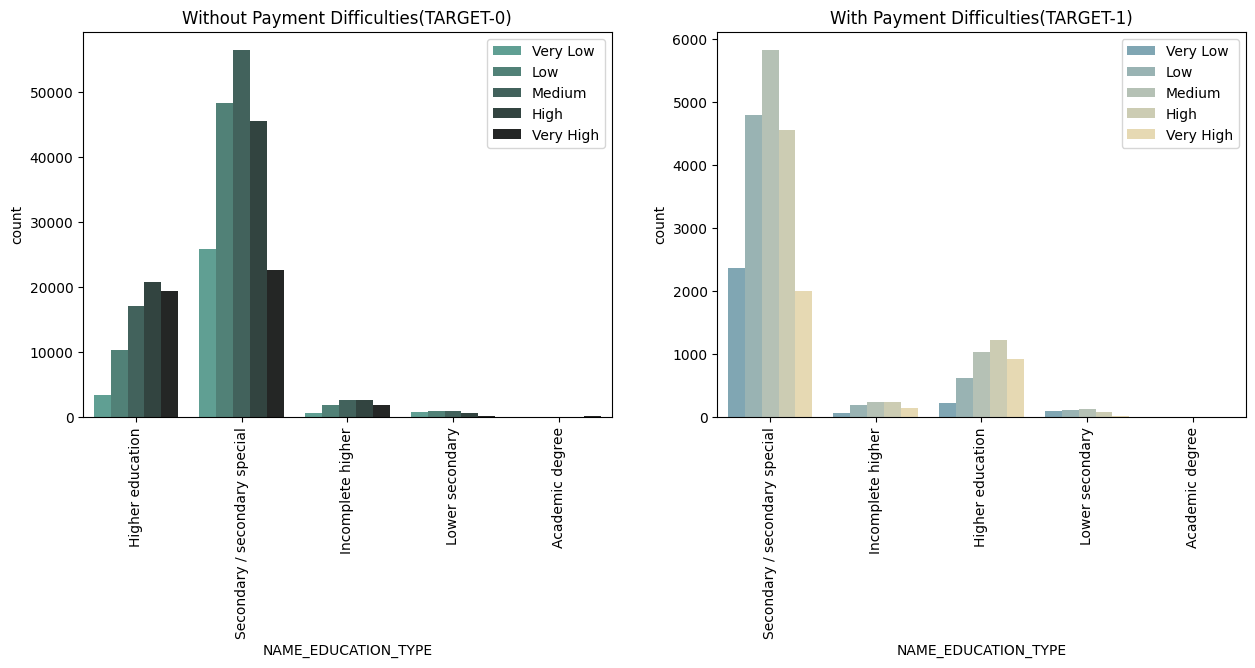 Without Payment Difficulties(TARGET-0)
count
50000
40000
30000
20000
10000
0
Very Low
Low
Medium
High
Very High
Higher education
Secondary / secondary special
Incomplete higher
Lower secondary
Academic degree
NAME_EDUCATION_TYPE
With Payment Difficulties(TARGET-1)
count
6000
5000
4000
3000
2000
1000
0
Very Low
Low
Medium
High
Very High
Secondary / secondary special
Incomplete higher
Higher education
Lower secondary
Academic degree
NAME_EDUCATION_TYPE